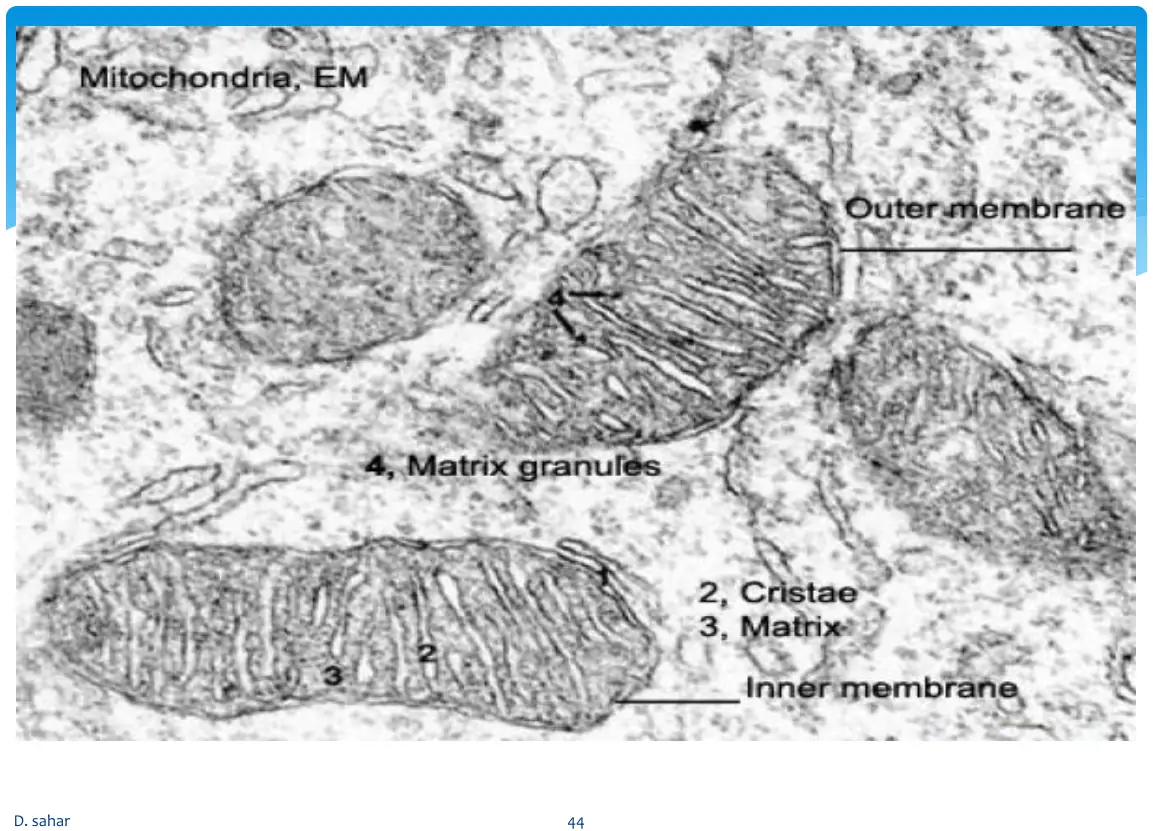 Mitochondria, EM
Outer membrane
4
4, Matrix granules
1
2, Cristae
3, Matrix
2
3
Inner membrane
D. sahar
44